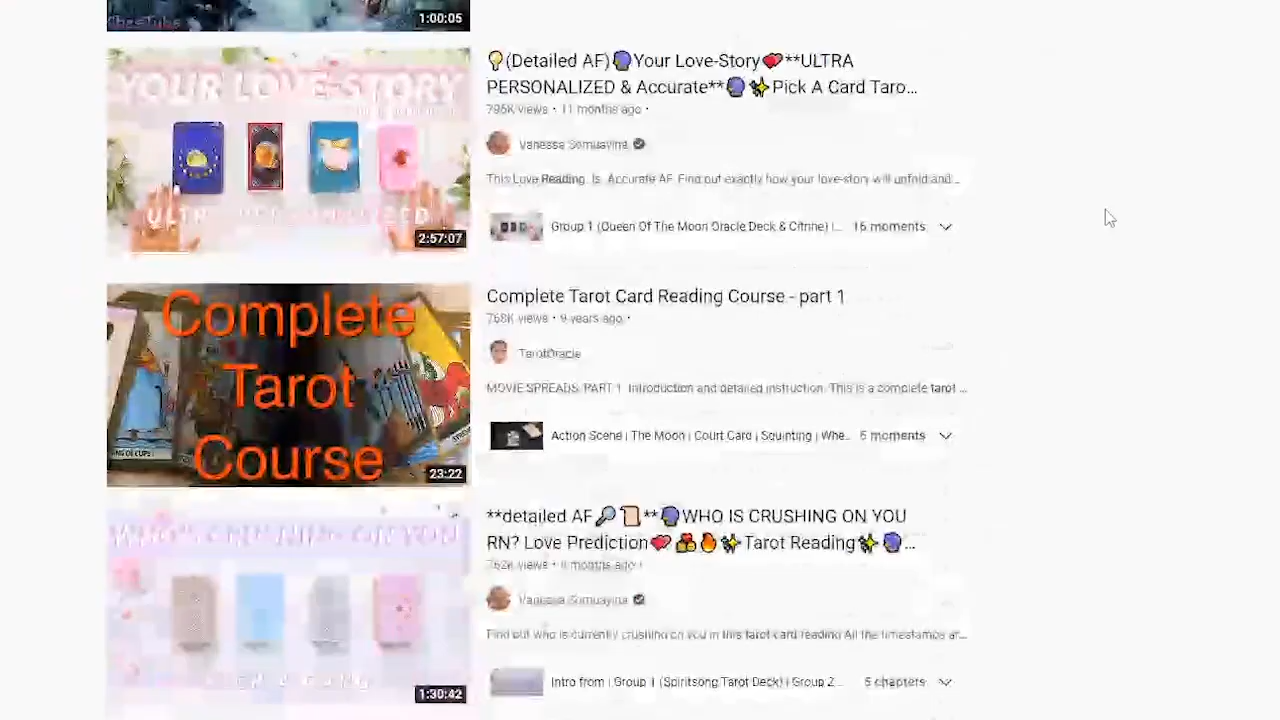 1:00:05
YOUR LOVE-STORY
2:57:07
💡(Detailed AF)🔮Your Love-Story💕**ULTRA
PERSONALIZED & Accurate**🔮✨Pick A Card Taro...
11 months ago
Vanessa Somuayina
This Love Reading Is Accurate AF. Find out exactly how your love-story will unfold and...
Group 1 (Queen Of The Moon Oracle Deck & Citrine) | ... 16 moments
Complete
Tarot
Course
23:22
Complete Tarot Card Reading Course - part 1
768K views • 9 years ago •
TarotOracle
MOVIE SPREADS PART 1 Introduction and detailed instruction. This is a complete tarot ...
Action Scene | The Moon | Court Card | Squinting | Whe... 5 moments
1:30:42
**detailed AF🔎📜**🔮WHO IS CRUSHING ON YOU
RN? Love Prediction💕💑🔥✨Tarot Reading✨🔮...
months ago
Vanessa Somuayina
Find out who is currently crushing on you in this tarot card reading All the timestamps ar...
Intro from | Group 1 (Spiritsong Tarot Deck) | Group 2... 5 chapters